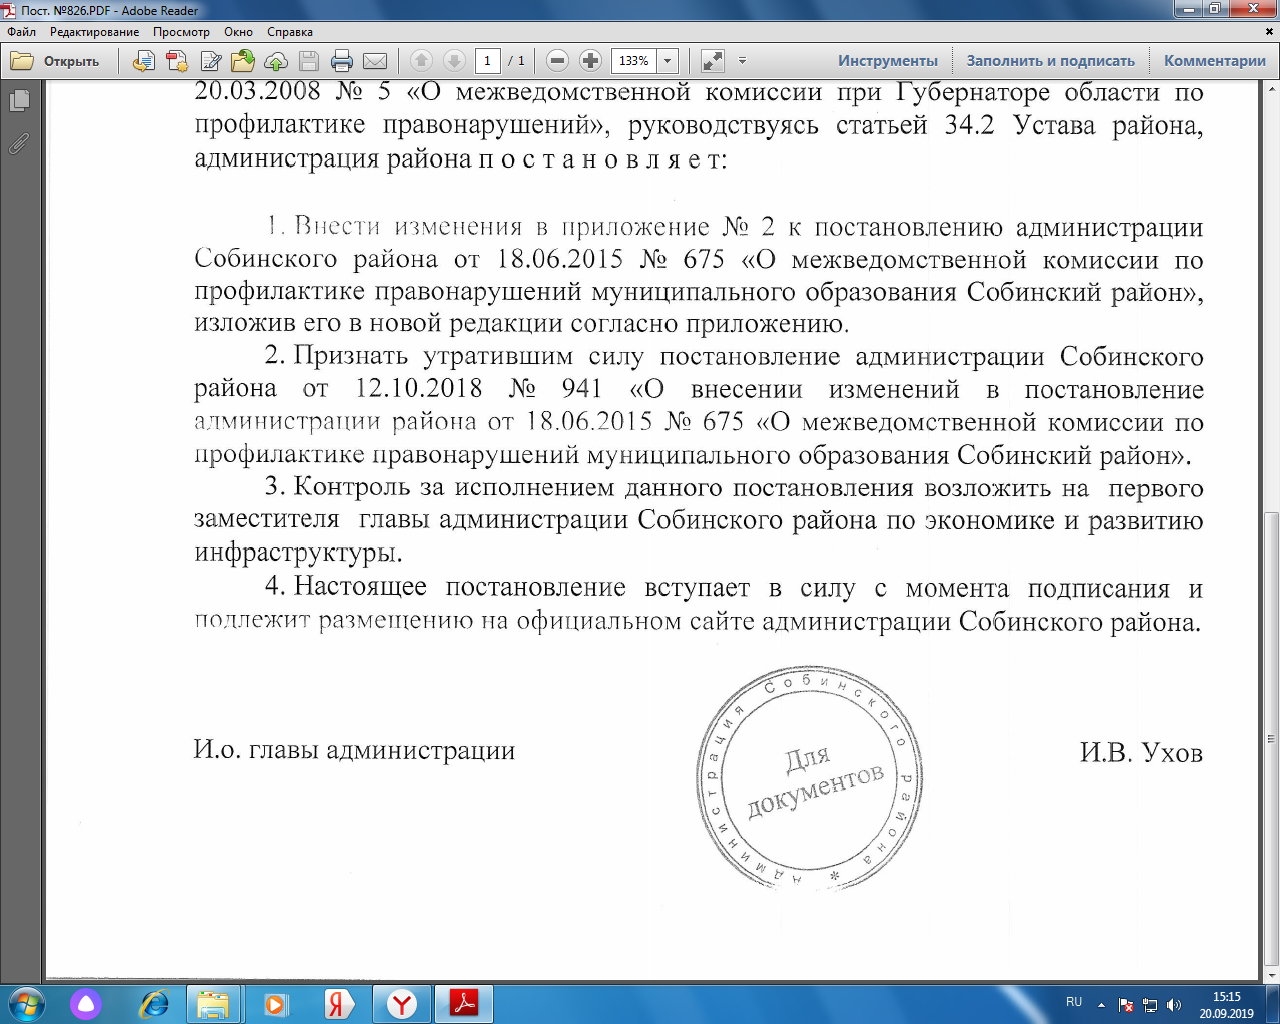 Пост. №826.PDF - Adobe Reader
Файл Редактирование Просмотр Окно Справка
Открыть 1 / 1 133% Инструменты Заполнить и подписать Комментарии
20.03.2008 № 5 «О межведомственной комиссии при Губернаторе области по
профилактике правонарушений», руководствуясь статьей 34.2 Устава района,
администрация района п о с т а н о в л я е т:
1. Внести изменения в приложение № 2 к постановлению администрации
Собинского района от 18.06.2015 № 675 «О межведомственной комиссии по
профилактике правонарушений муниципального образования Собинский район»,
изложив его в новой редакции согласно приложению.
2. Признать утратившим силу постановление администрации Собинского
района от 12.10.2018 № 941 «О внесении изменений в постановление
администрации района от 18.06.2015 № 675 «О межведомственной комиссии по
профилактике правонарушений муниципального образования Собинский район».
3. Контроль за исполнением данного постановления возложить на первого
заместителя главы администрации Собинского района по экономике и развитию
инфраструктуры.
4. Настоящее постановление вступает в силу с момента подписания и
подлежит размещению на официальном сайте администрации Собинского района.
И.о. главы администрации
Администрация Собинского района *
Для
документов
И.В. Ухов
RU 15:15
20.09.2019